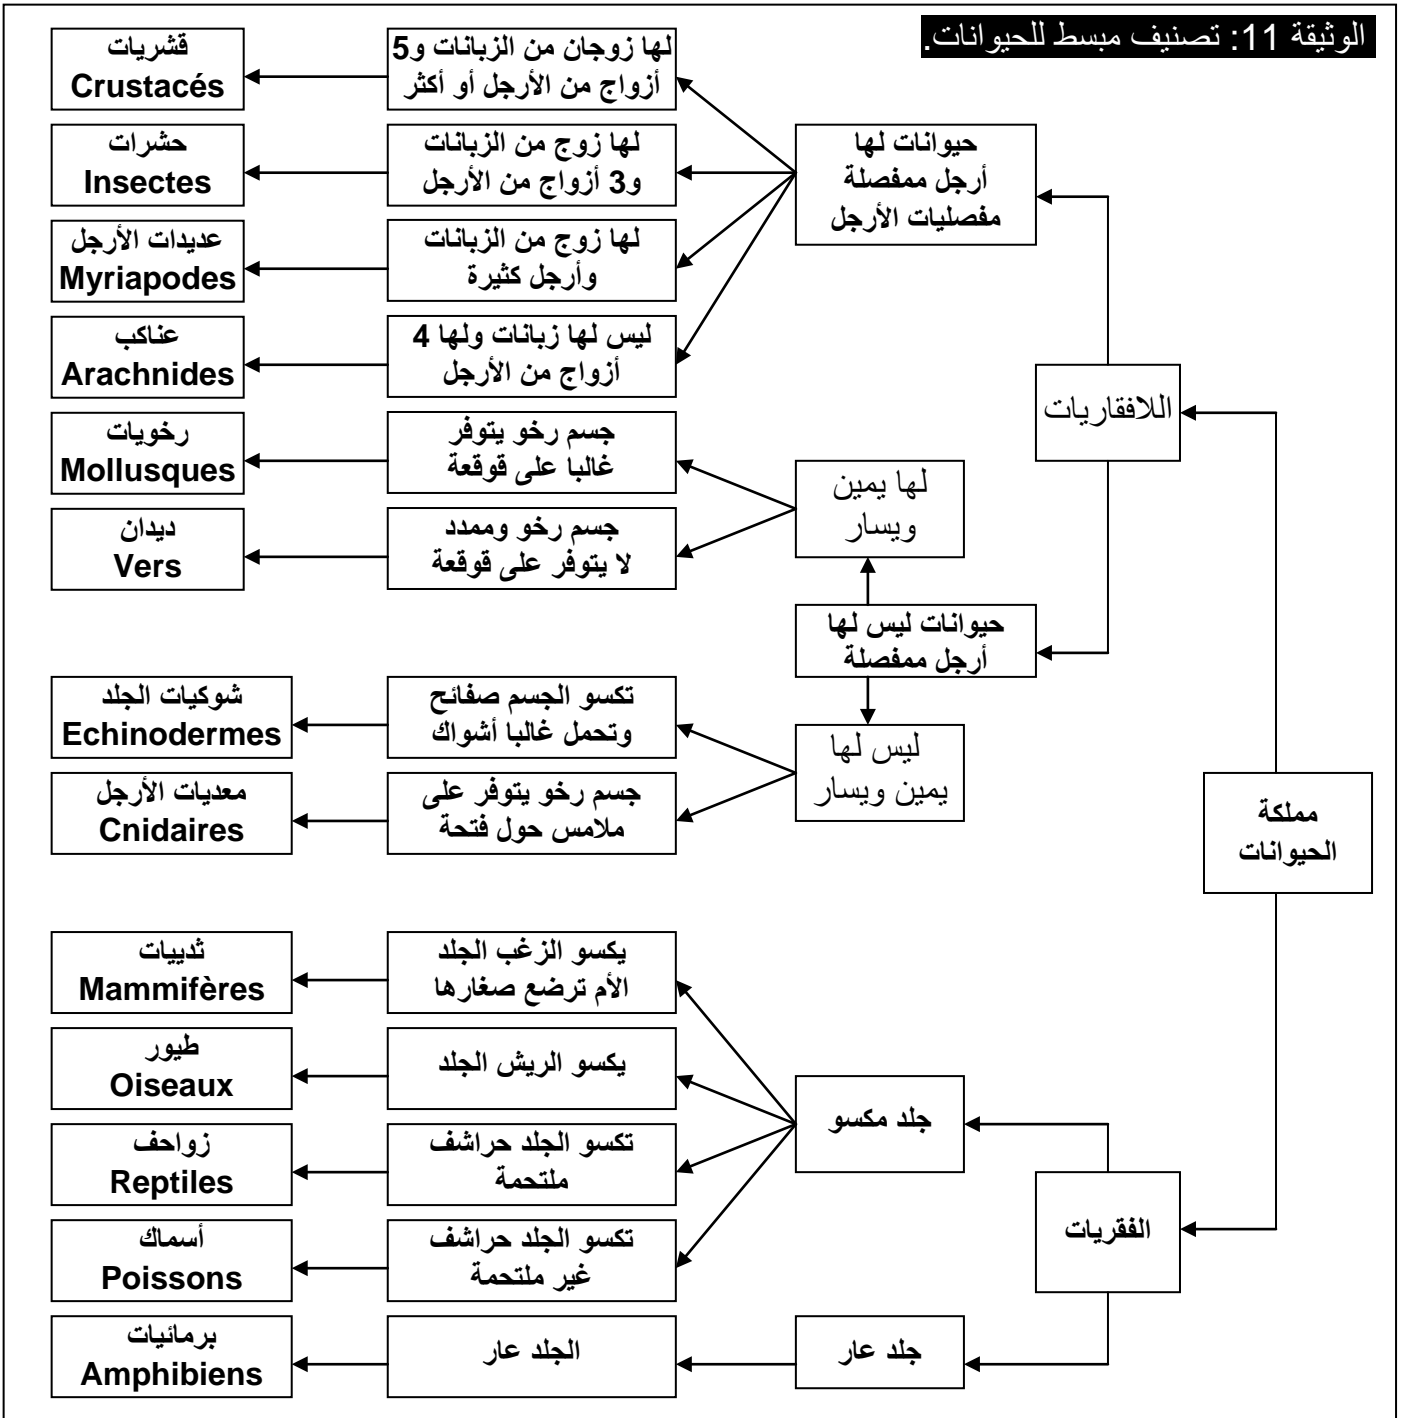 الوثيقة 11: تصنيف مبسط للحيوانات.
مملكة
الحيوانات
اللافقاريات
حيوانات لها
أرجل ممفصلة
مفصليات الأرجل
لها زوجان من الزبانات و5
أزواج من الأرجل أو أكثر
قشريات
Crustacés
لها زوج من الزبانات
و3 أزواج من الأرجل
حشرات
Insectes
لها زوج من الزبانات
وأرجل كثيرة
عديدات الأرجل
Myriapodes
ليس لها زبانات ولها 4
أزواج من الأرجل
عناكب
Arachnides
حيوانات ليس لها
أرجل ممفصلة
لها يمين
ويسار
جسم رخو يتوفر
غالبا على قوقعة
رخويات
Mollusques
جسم رخو وممدد
لا يتوفر على قوقعة
ديدان
Vers
ليس لها
يمين ويسار
تكسو الجسم صفائح
وتحمل غالبا أشواك
شوكيات الجلد
Echinodermes
جسم رخو يتوفر على
ملامس حول فتحة
معديات الأرجل
Cnidaires
الفقريات
جلد مكسو
يكسو الزغب الجلد
الأم ترضع صغارها
ثدييات
Mammifères
يكسو الريش الجلد
طيور
Oiseaux
تكسو الجلد حراشف
ملتحمة
زواحف
Reptiles
تكسو الجلد حراشف
غير ملتحمة
أسماك
Poissons
جلد عار
الجلد عار
برمائيات
Amphibiens